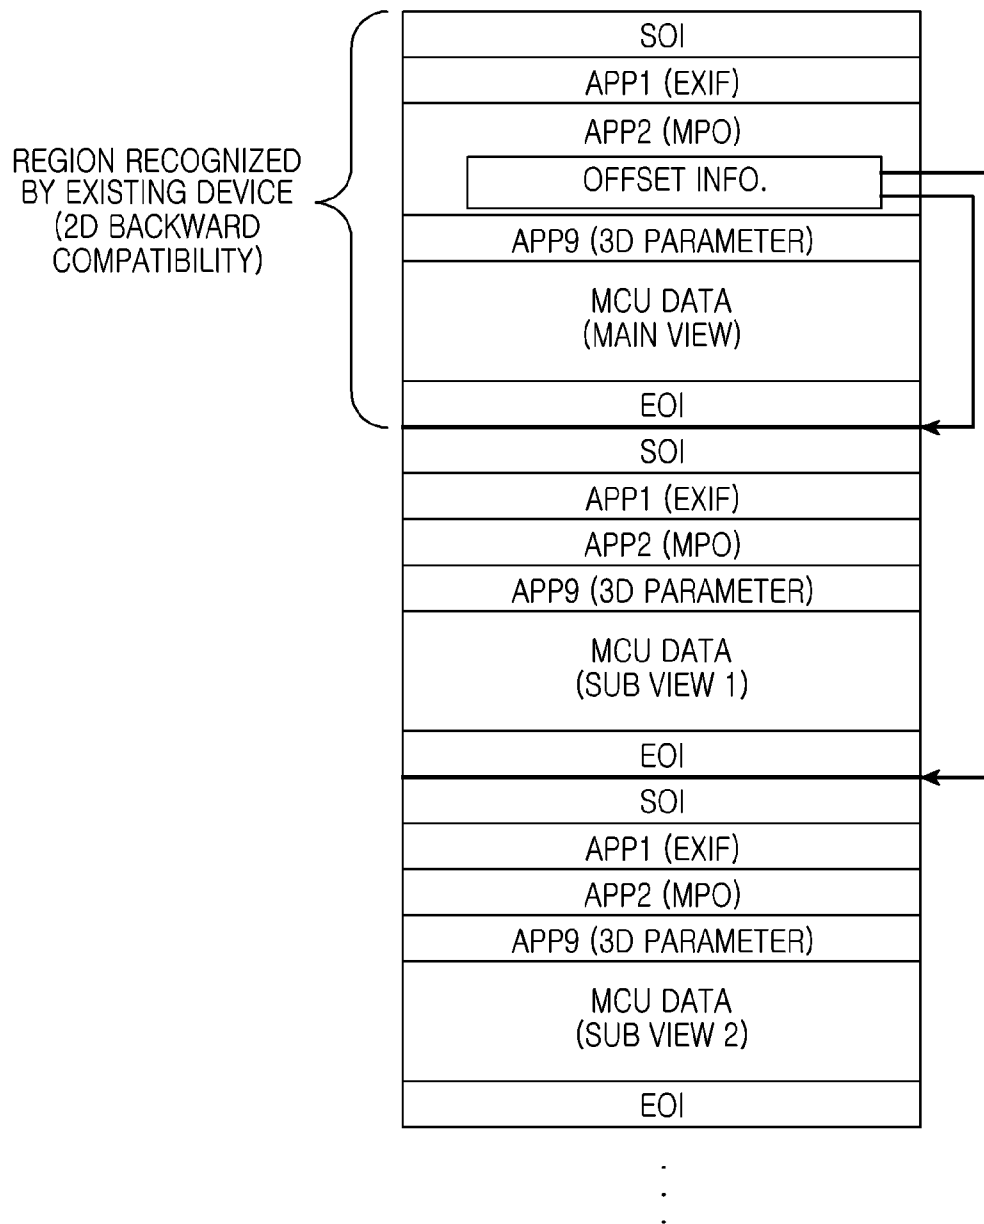 SOI
APP1 (EXIF)
APP2 (MPO)
OFFSET INFO.
REGION RECOGNIZED
BY EXISTING DEVICE
(2D BACKWARD
COMPATIBILITY)
APP9 (3D PARAMETER)
MCU DATA
(MAIN VIEW)
EOI
SOI
APP1 (EXIF)
APP2 (MPO)
APP9 (3D PARAMETER)
MCU DATA
(SUB VIEW 1)
EOI
SOI
APP1 (EXIF)
APP2 (MPO)
APP9 (3D PARAMETER)
MCU DATA
(SUB VIEW 2)
EOI